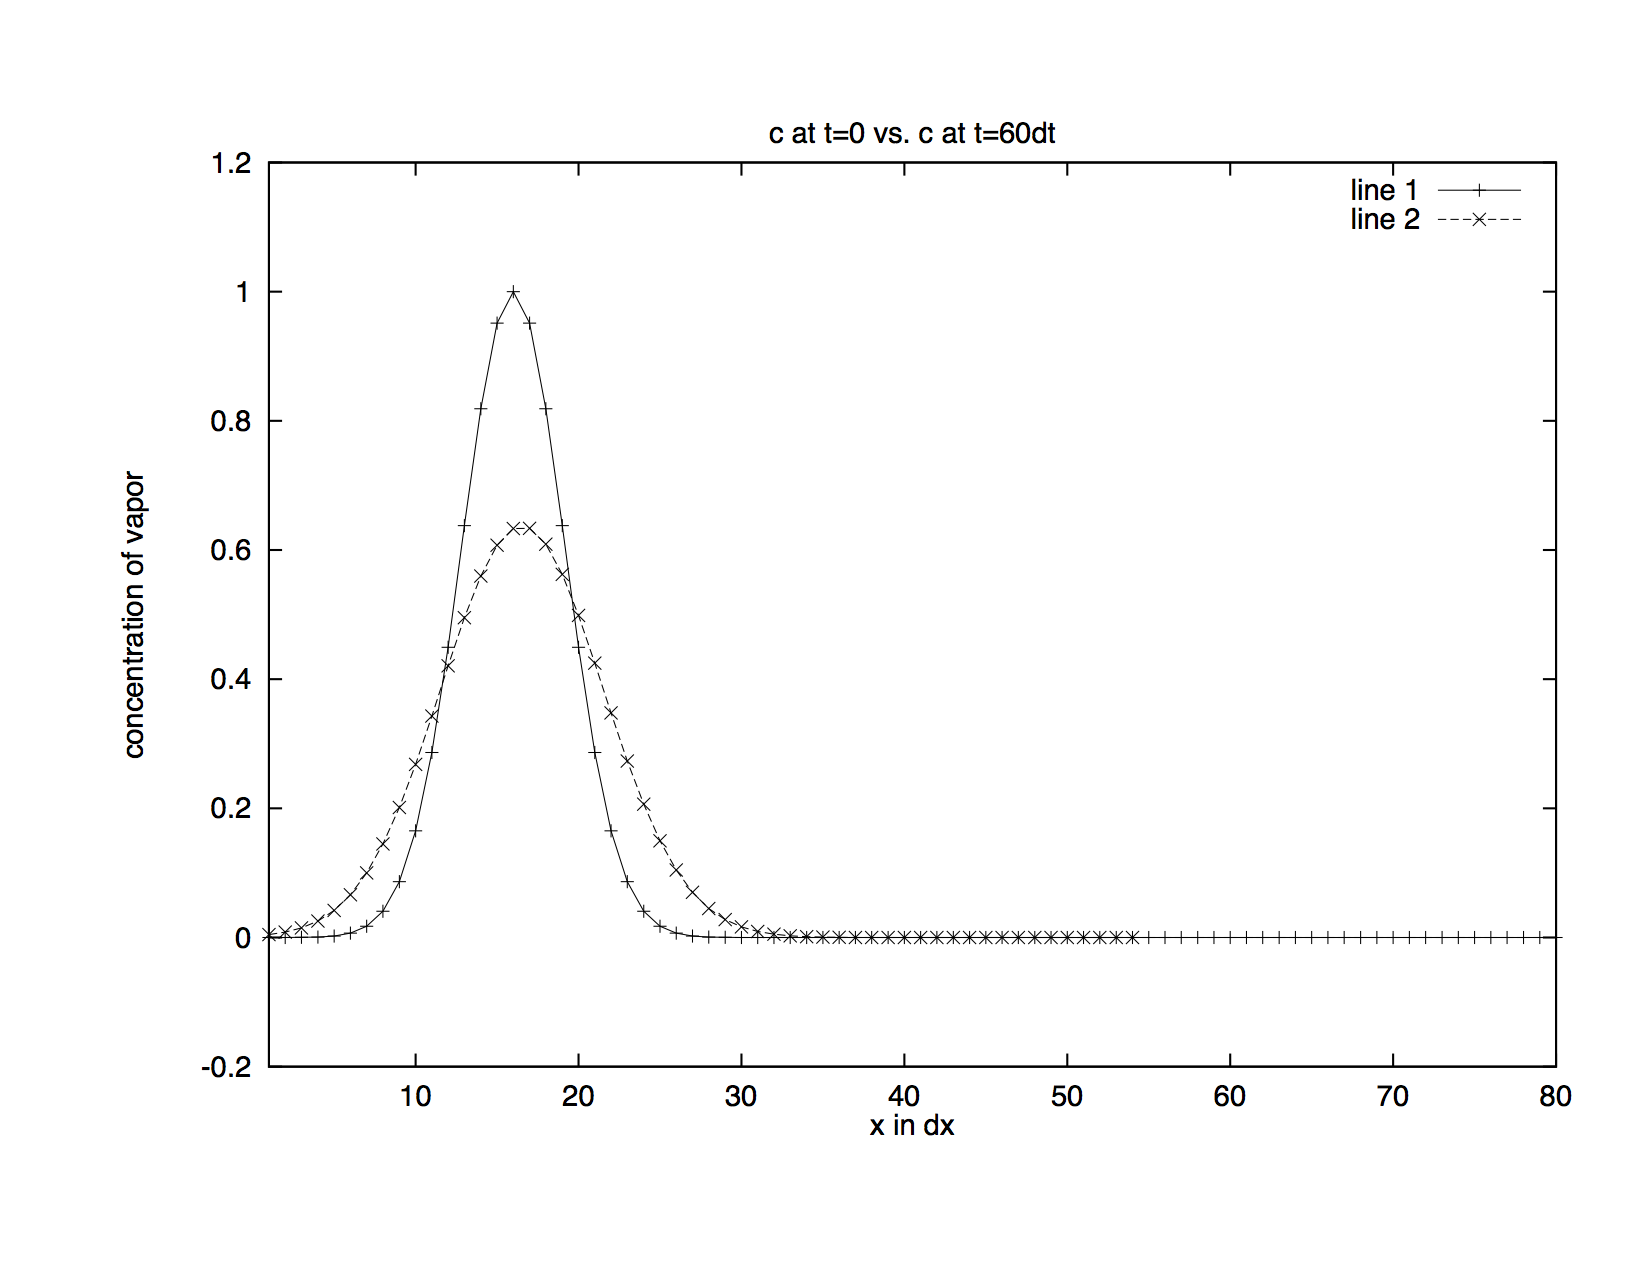 c at t=0 vs. c at t=60dt
1.2
1
0.8
0.6
0.4
0.2
0
-0.2
concentration of vapor
line 1
line 2
10 20 30 40 50 60 70 80
x in dx